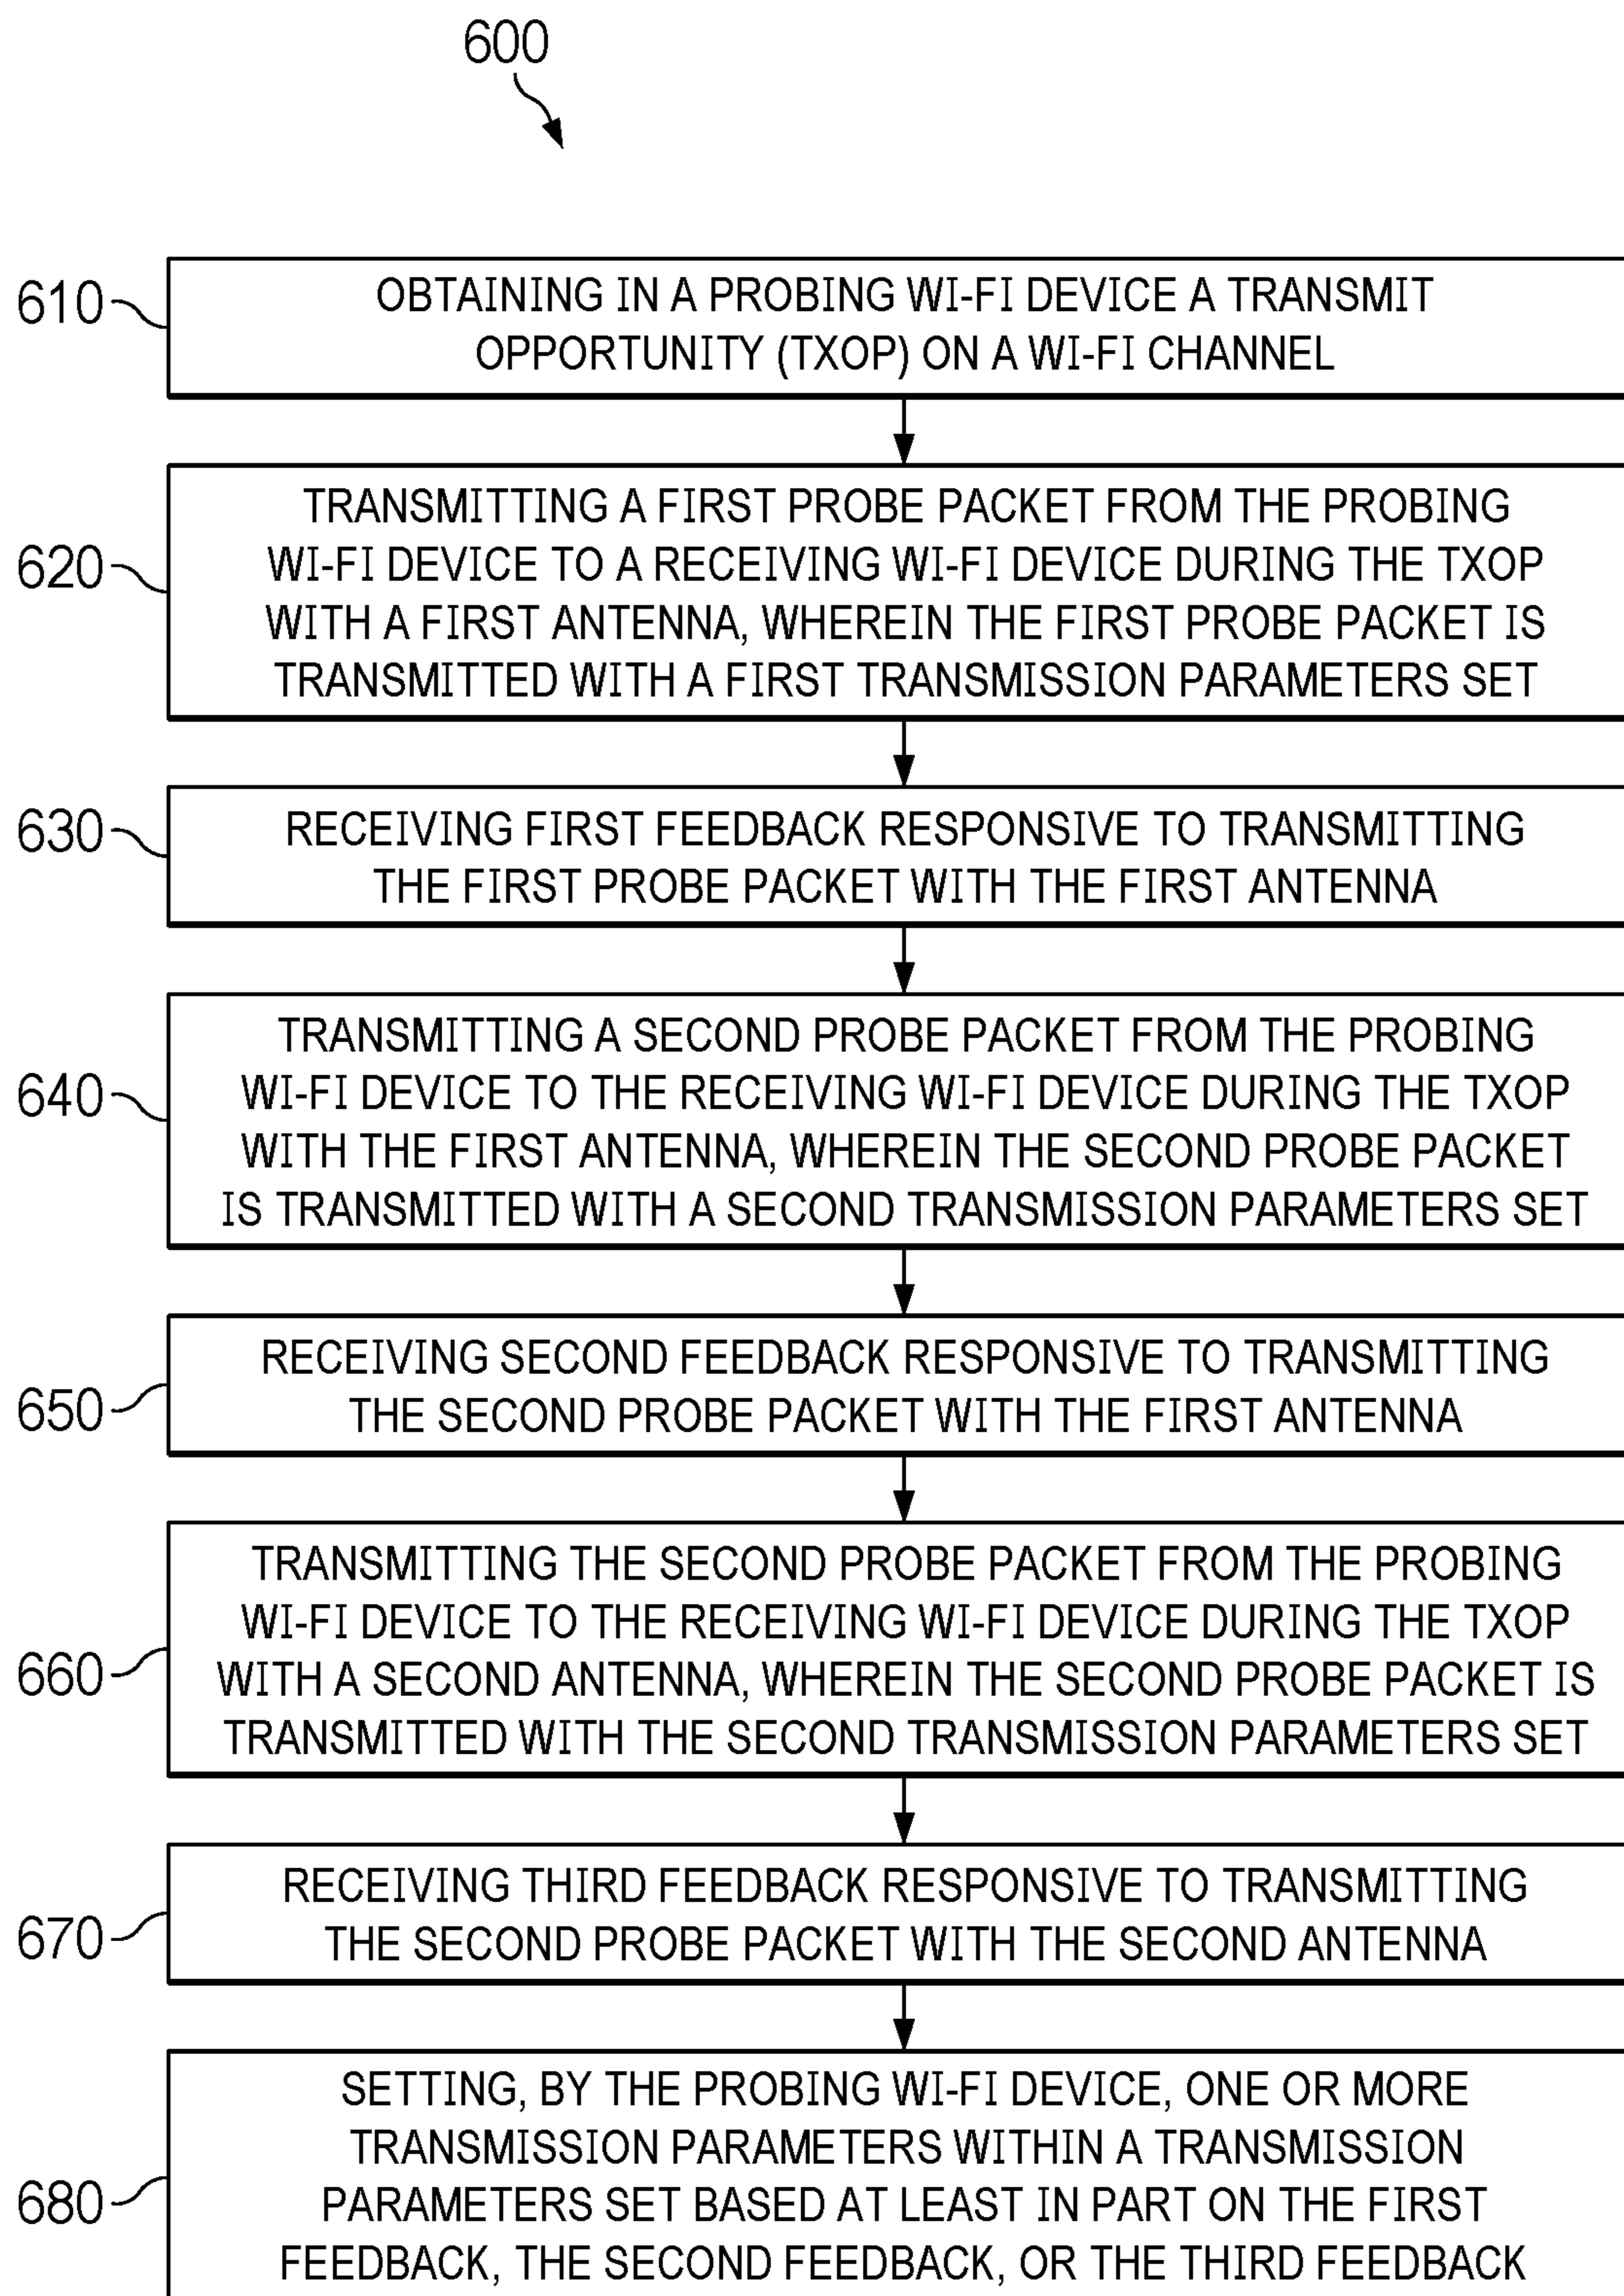 600
610
OBTAINING IN A PROBING WI-FI DEVICE A TRANSMIT
OPPORTUNITY (TXOP) ON A WI-FI CHANNEL
620
TRANSMITTING A FIRST PROBE PACKET FROM THE PROBING
WI-FI DEVICE TO A RECEIVING WI-FI DEVICE DURING THE TXOP
WITH A FIRST ANTENNA, WHEREIN THE FIRST PROBE PACKET IS
TRANSMITTED WITH A FIRST TRANSMISSION PARAMETERS SET
630
RECEIVING FIRST FEEDBACK RESPONSIVE TO TRANSMITTING
THE FIRST PROBE PACKET WITH THE FIRST ANTENNA
640
TRANSMITTING A SECOND PROBE PACKET FROM THE PROBING
WI-FI DEVICE TO THE RECEIVING WI-FI DEVICE DURING THE TXOP
WITH THE FIRST ANTENNA, WHEREIN THE SECOND PROBE PACKET
IS TRANSMITTED WITH A SECOND TRANSMISSION PARAMETERS SET
650
RECEIVING SECOND FEEDBACK RESPONSIVE TO TRANSMITTING
THE SECOND PROBE PACKET WITH THE FIRST ANTENNA
660
TRANSMITTING THE SECOND PROBE PACKET FROM THE PROBING
WI-FI DEVICE TO THE RECEIVING WI-FI DEVICE DURING THE TXOP
WITH A SECOND ANTENNA, WHEREIN THE SECOND PROBE PACKET IS
TRANSMITTED WITH THE SECOND TRANSMISSION PARAMETERS SET
670
RECEIVING THIRD FEEDBACK RESPONSIVE TO TRANSMITTING
THE SECOND PROBE PACKET WITH THE SECOND ANTENNA
680
SETTING, BY THE PROBING WI-FI DEVICE, ONE OR MORE
TRANSMISSION PARAMETERS WITHIN A TRANSMISSION
PARAMETERS SET BASED AT LEAST IN PART ON THE FIRST
FEEDBACK, THE SECOND FEEDBACK, OR THE THIRD FEEDBACK